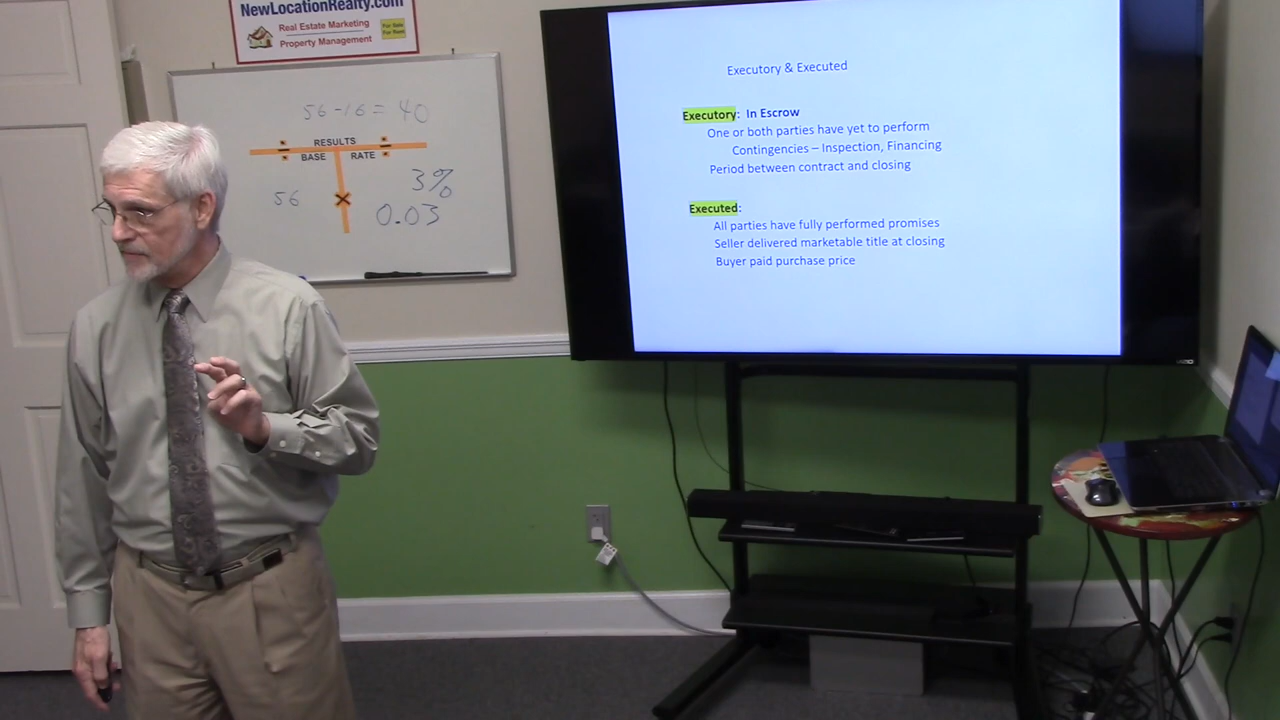 NewLocationRealty.com
Real Estate Marketing
Property Management
For Sale
For Rent
56 - 16 = 40
RESULTS
BASE RATE
3%
56
0.03
Executory & Executed
Executory: In Escrow
One or both parties have yet to perform
Contingencies – Inspection, Financing
Period between contract and closing
Executed:
All parties have fully performed promises
Seller delivered marketable title at closing
Buyer paid purchase price
VIZIO